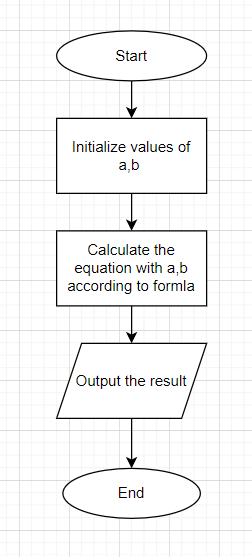 Start
Initialize values of
a,b
Calculate the
equation with a,b
according to formla
Output the result
End